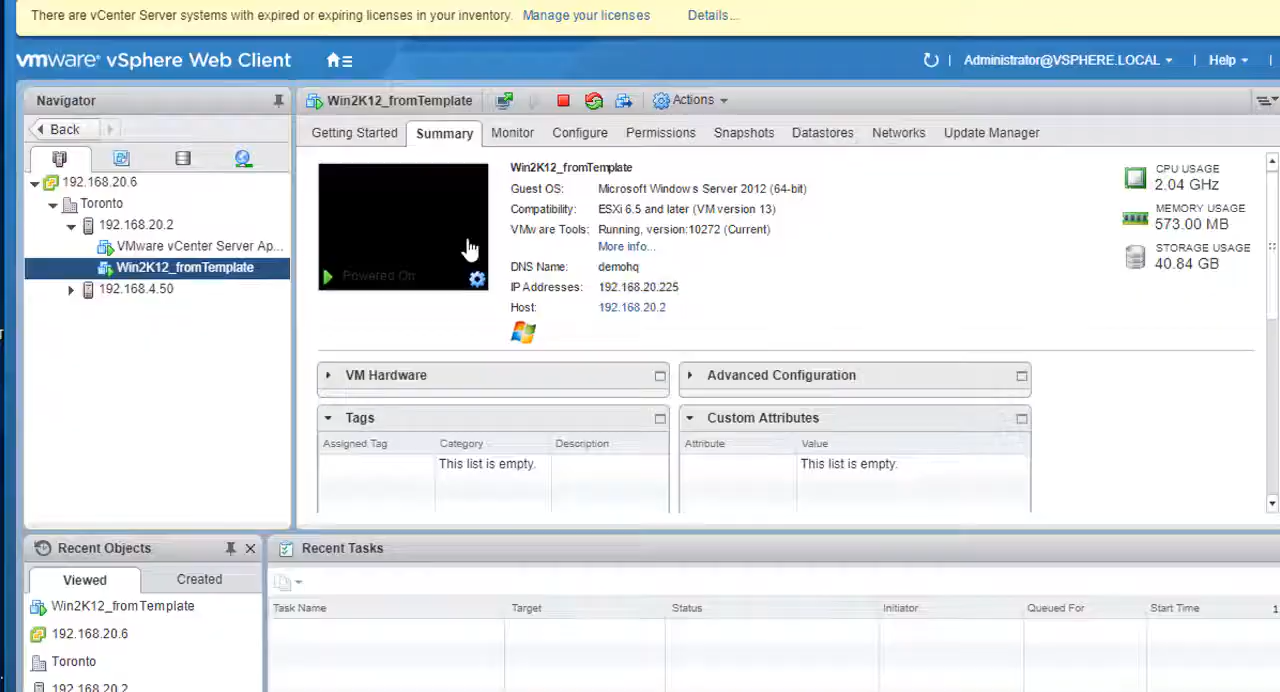 There are vCenter Server systems with expired or expiring licenses in your inventory. Manage your licenses Details...
vmware® vSphere Web Client
Administrator@VSPHERE.LOCAL | Help |
Navigator
Back
192.168.20.6
Toronto
192.168.20.2
VMware vCenter Server Ap...
Win2K12_fromTemplate
192.168.4.50
Win2K12_fromTemplate Actions
Getting Started Summary Monitor Configure Permissions Snapshots Datastores Networks Update Manager
Powered On
Win2K12_fromTemplate
Guest OS: Microsoft Windows Server 2012 (64-bit)
Compatibility: ESXi 6.5 and later (VM version 13)
VMware Tools: Running, version:10272 (Current)
More info...
DNS Name: demohq
IP Addresses: 192.168.20.225
Host: 192.168.20.2
CPU USAGE
2.04 GHz
MEMORY USAGE
573.00 MB
STORAGE USAGE
40.84 GB
VM Hardware
Advanced Configuration
Tags
Assigned Tag Category Description
This list is empty.
Custom Attributes
Attribute Value
This list is empty.
Recent Objects
Viewed Created
Win2K12_fromTemplate
192.168.20.6
Toronto
192.168.20.2
Recent Tasks
Task Name Target Status Initiator Queued For Start Time